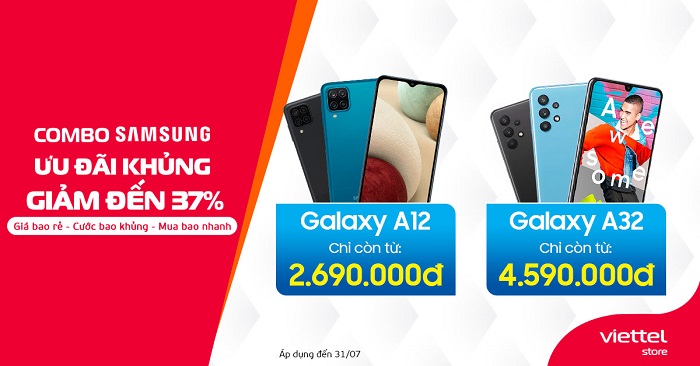 COMBO SAMSUNG
ƯU ĐÃI KHỦNG
GIẢM ĐẾN 37%
Giá bao rẻ - Cước bao khủng - Mua bao nhanh
Galaxy A12
Chỉ còn từ:
2.690.000đ
Galaxy A32
Chỉ còn từ:
4.590.000đ
Awesome
Áp dụng đến 31/07
viettel
store